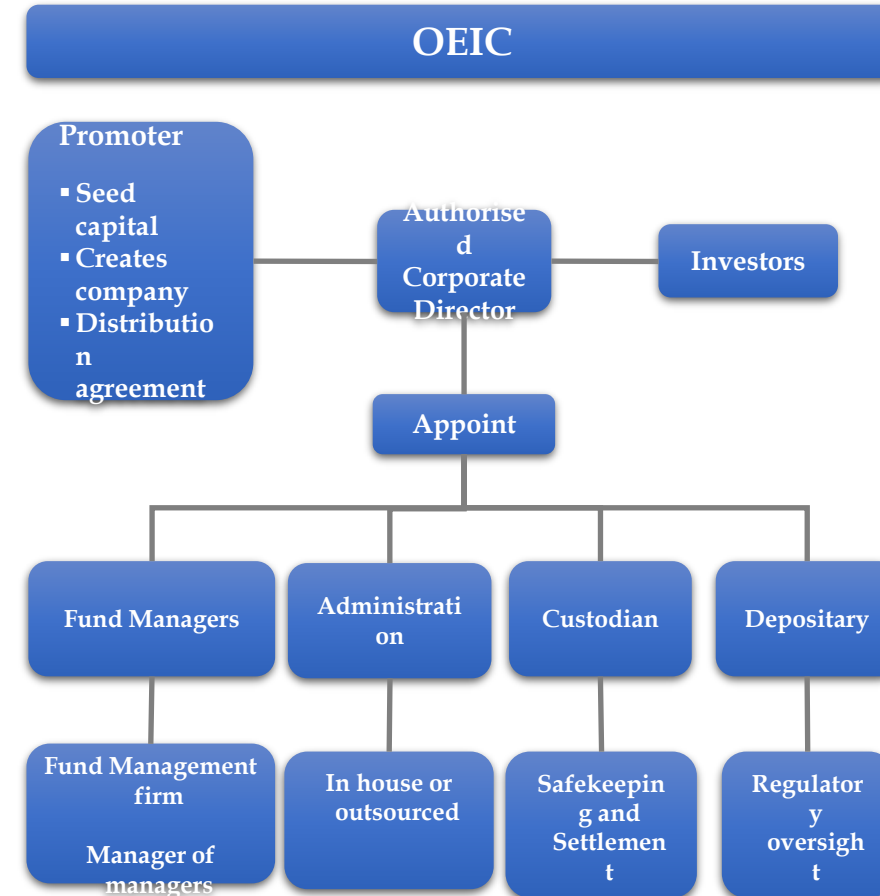 OEIC
Promoter
▪ Seed
capital
▪ Creates
company
▪ Distributio
n
agreement
Authorise
d
Corporate
Director
Investors
Appoint
Fund Managers
Administrati
on
Custodian
Depositary
Fund Management
firm
Manager of
managers
In house or
outsourced
Safekeepin
g and
Settlemen
t
Regulator
y
oversigh
t